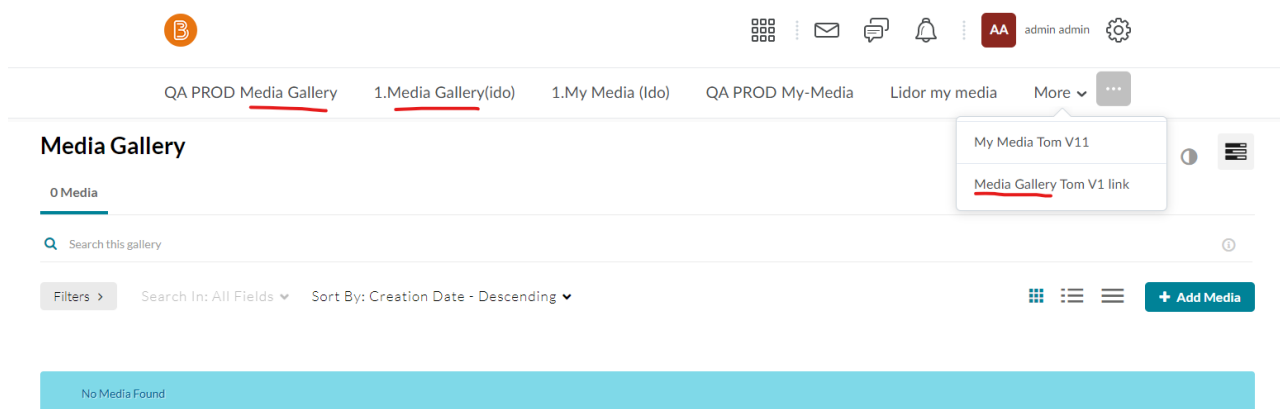 B
AA admin admin
QA PROD Media Gallery 1.Media Gallery(ido) 1.My Media (Ido) QA PROD My-Media Lidor my media More
My Media Tom V11
Media Gallery Tom V1 link
Media Gallery
0 Media
Search this gallery
Filters > Search In: All Fields Sort By: Creation Date - Descending + Add Media
No Media Found